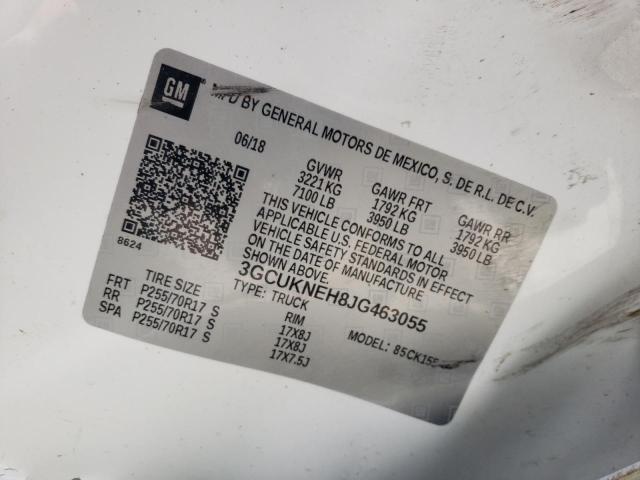 GM
MFD BY GENERAL MOTORS DE MEXICO, S. DE R.L. DE C.V.
06/18
GVWR GAWR FRT GAWR RR
3221 KG 1792 KG 1792 KG
7100 LB 3950 LB 3950 LB
THIS VEHICLE CONFORMS TO ALL
APPLICABLE U.S. FEDERAL MOTOR
VEHICLE SAFETY STANDARDS IN EFFECT
ON THE DATE OF MANUFACTURE
SHOWN ABOVE.
8624
3GCUKNEH8JG463055
TYPE: TRUCK MODEL: 85CK155
TIRE SIZE RIM
FRT P255/70R17 S 17X8J
RR P255/70R17 S 17X8J
SPA P255/70R17 S 17X7.5J